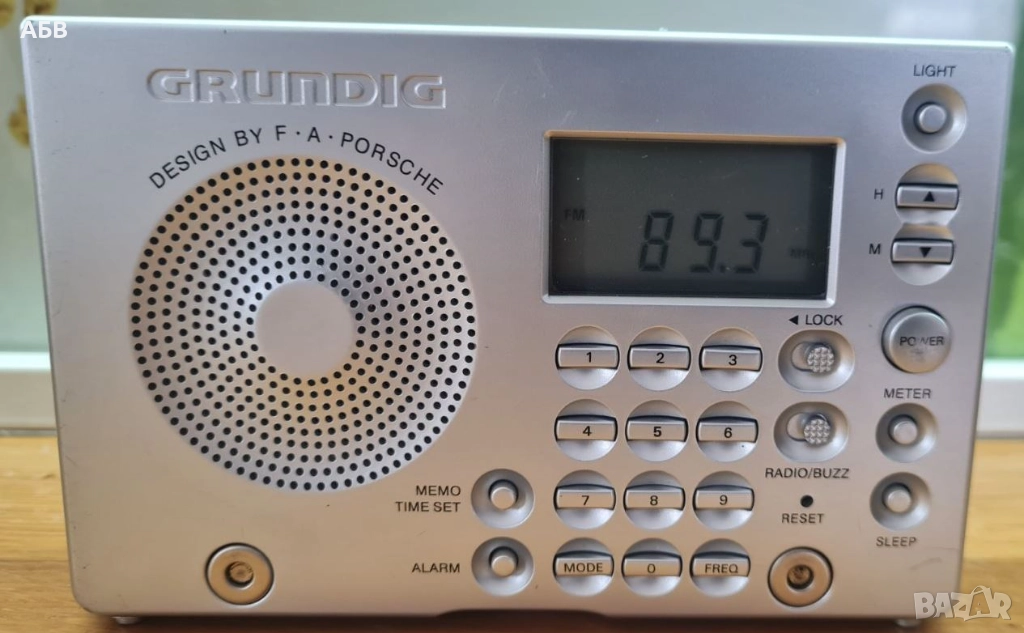 АБВ
GRUNDIG
DESIGN BY F·A·PORSCHE
LIGHT
H
FM
89.3
M
◄ LOCK
POWER
1 2 3
METER
4 5 6
RADIO/BUZZ
MEMO
TIME SET
7 8 9
RESET
SLEEP
ALARM
MODE 0 FREQ
BAZAR